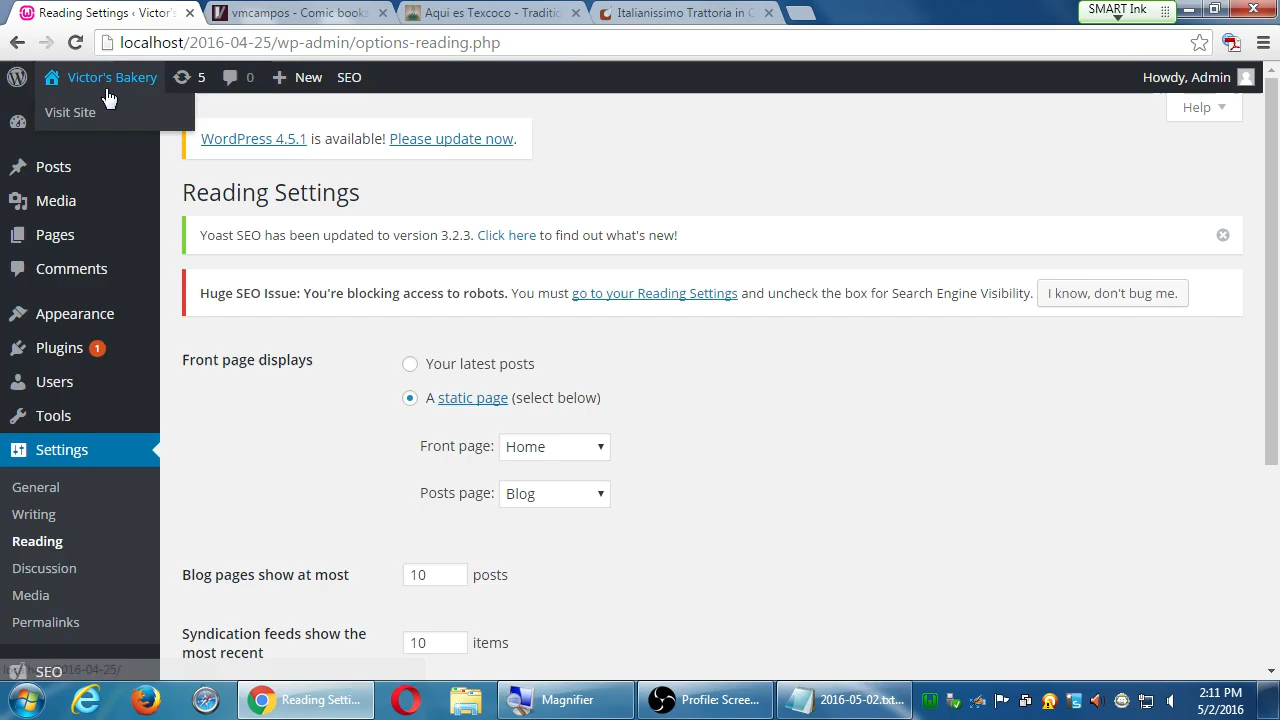 Reading Settings ‹ Victor's
vmcampos - Comic books
Aqui es Texcoco - Traditi
Italianissimo Trattoria in C
SMART Ink
localhost/2016-04-25/wp-admin/options-reading.php
Victor's Bakery
5
0
New
SEO
Howdy, Admin
Visit Site
Help
WordPress 4.5.1 is available! Please update now.
Posts
Media
Pages
Comments
Appearance
Plugins 1
Users
Tools
Settings
General
Writing
Reading
Discussion
Media
Permalinks
SEO
Reading Settings
Yoast SEO has been updated to version 3.2.3. Click here to find out what's new!
Huge SEO Issue: You're blocking access to robots. You must go to your Reading Settings and uncheck the box for Search Engine Visibility.
I know, don't bug me.
Front page displays
Your latest posts
A static page (select below)
Front page: Home
Posts page: Blog
Blog pages show at most 10 posts
Syndication feeds show the
most recent
10 items
Reading Setti...
Magnifier
Profile: Scree...
2016-05-02.txt...
2:11 PM
5/2/2016